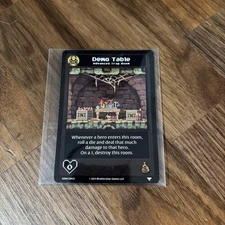 Demo Table
Advanced Trap Room
Whenever a hero enters this room,
roll a die and deal that much
damage to that hero.
On a 1, destroy this room.